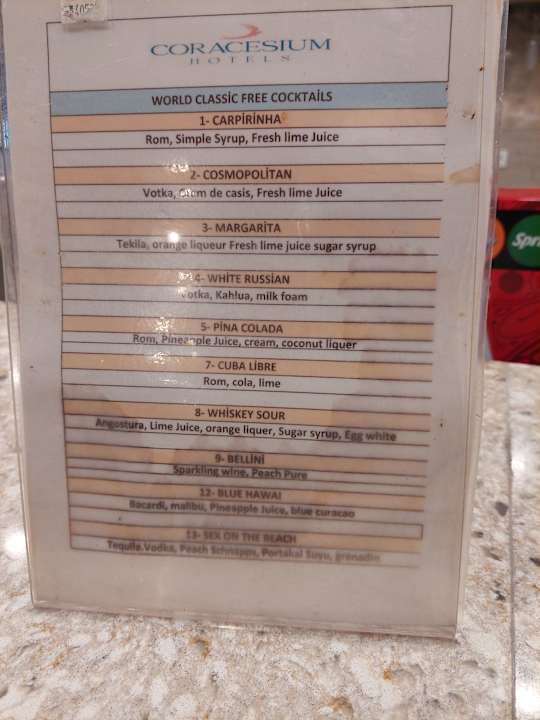 CORACESIUM
HOTELS
WORLD CLASSİC FREE COCKTAİLS
1- CARPİRİNHA
Rom, Simple Syrup, Fresh lime Juice
2- COSMOPOLİTAN
Votka, de casis, Fresh lime Juice
3- MARGARİTA
Tekila, orange liqueur Fresh lime juice sugar syrup
4- WHİTE RUSSİAN
Votka, Kahlua, milk foam
5- PİNA COLADA
Rom, Pineapple Juice, cream, coconut liquer
7- CUBA LİBRE
Rom, cola, lime
8- WHİSKEY SOUR
Angostura, Lime Juice, orange liquer, Sugar syrup, Egg white
9- BELLİNİ
Sparkling wine, Peach Pure
12- BLUE HAWAI
Bacardi, malibu, Pineapple Juice, blue curacao
13- SEX ON THE BEACH
Tequila, Vodka, Peach Schnapps, Portakal Suyu, grenadin
Spri